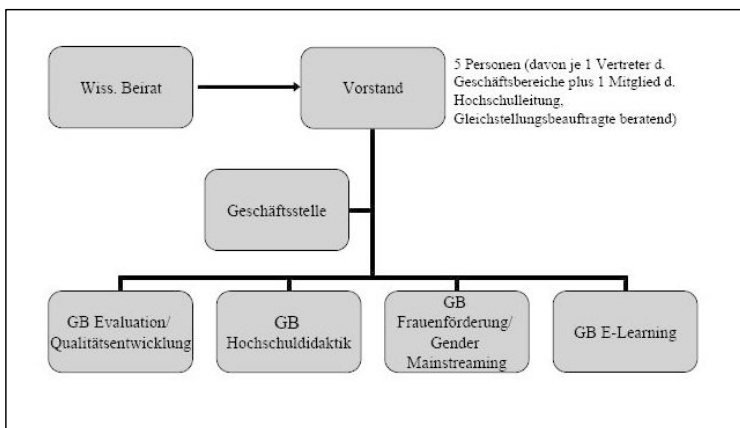 Wiss. Beirat
Vorstand
5 Personen (davon je 1 Vertreter d.
Geschäftsbereiche plus 1 Mitglied d.
Hochschulleitung,
Gleichstellungsbeauftragte beratend)
Geschäftsstelle
GB Evaluation/
Qualitätsentwicklung
GB
Hochschuldidaktik
GB
Frauenförderung/
Gender
Mainstreaming
GB E-Learning